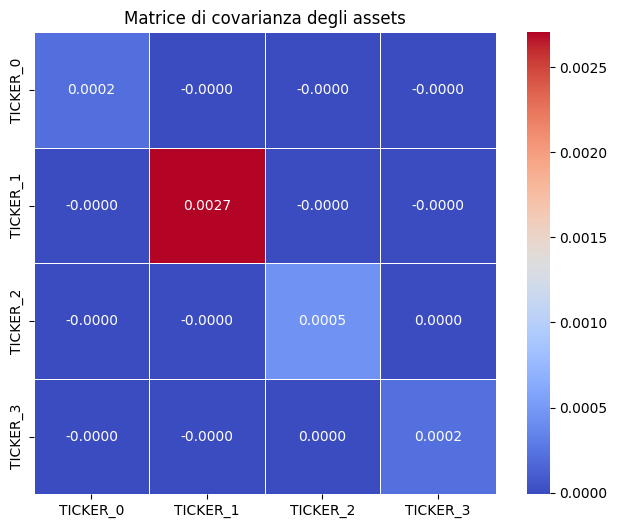 Matrice di covarianza degli assets
TICKER_0 0.0002 -0.0000 -0.0000 -0.0000
TICKER_1 -0.0000 0.0027 -0.0000 -0.0000
TICKER_2 -0.0000 -0.0000 0.0005 0.0000
TICKER_3 -0.0000 -0.0000 0.0000 0.0002
TICKER_0 TICKER_1 TICKER_2 TICKER_3
0.0025
0.0020
0.0015
0.0010
0.0005
0.0000